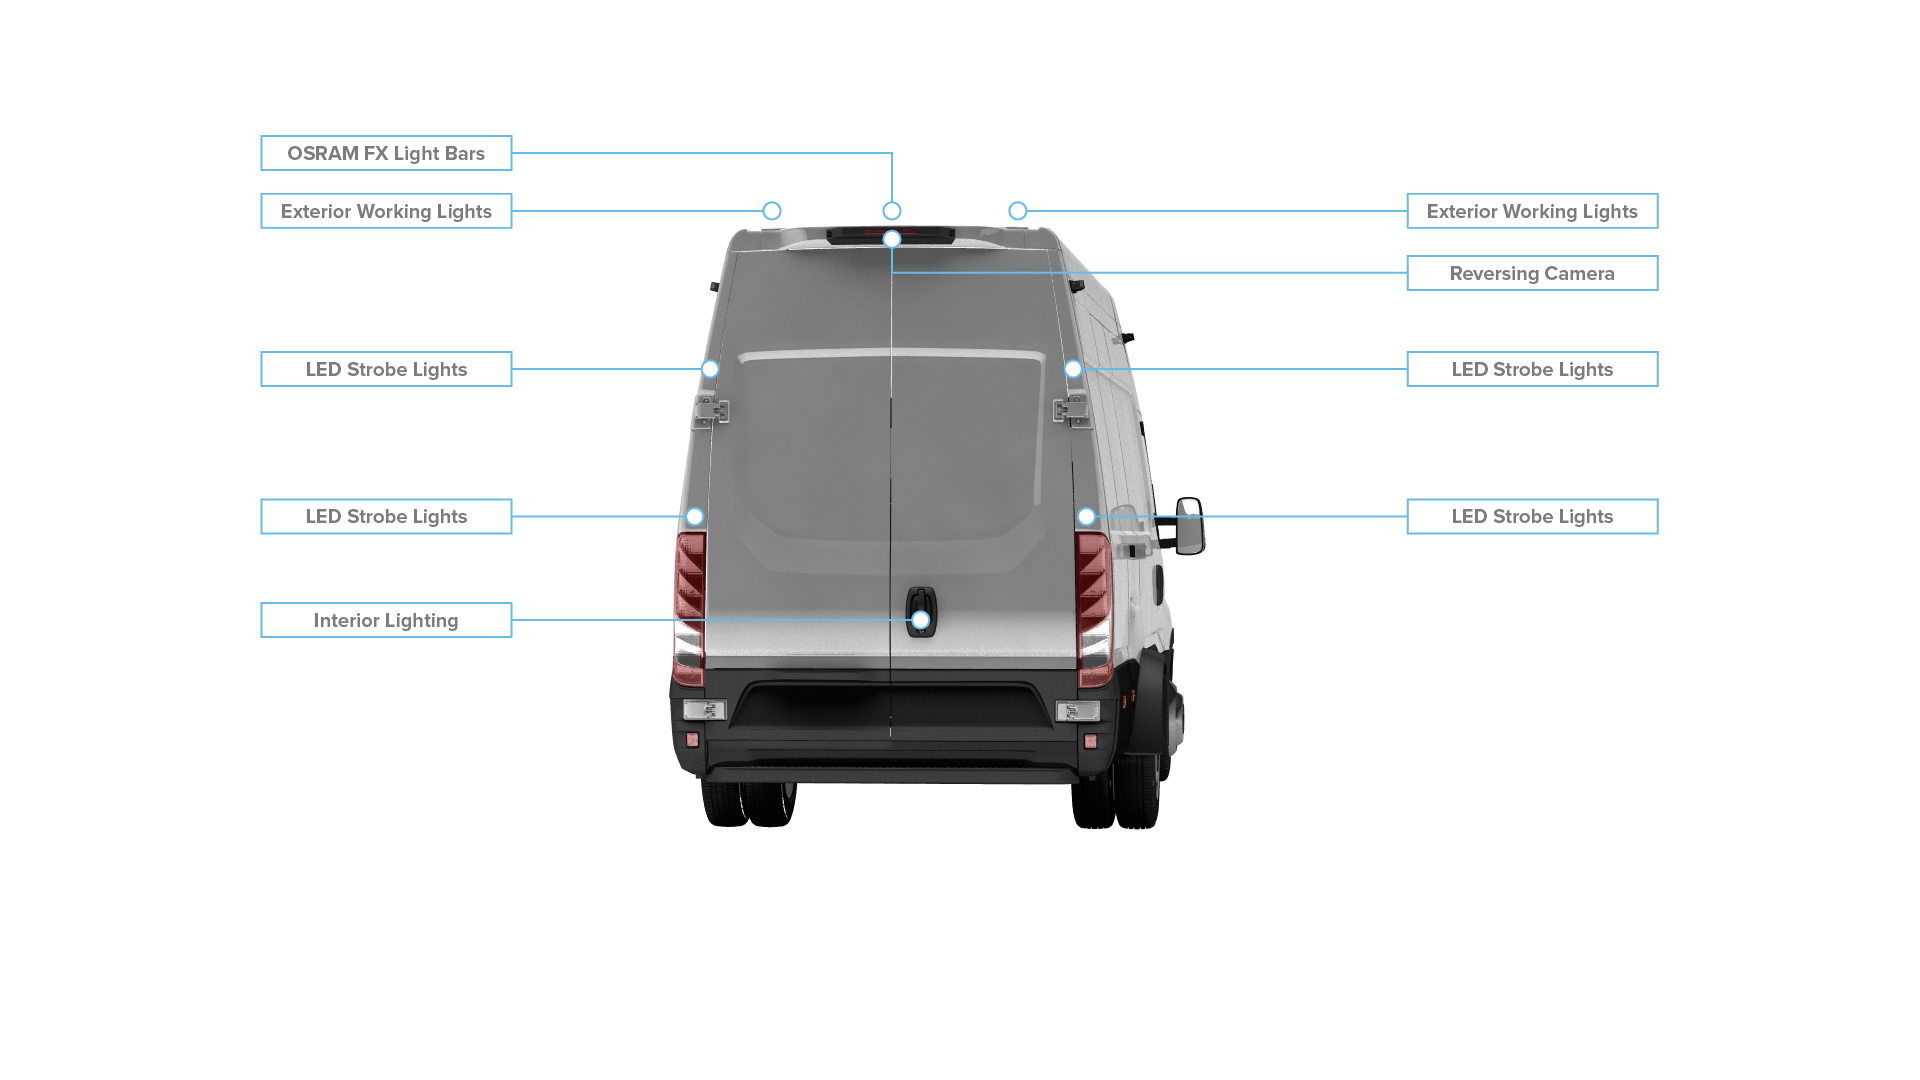 OSRAM FX Light Bars
Exterior Working Lights
Exterior Working Lights
Reversing Camera
LED Strobe Lights
LED Strobe Lights
LED Strobe Lights
LED Strobe Lights
Interior Lighting